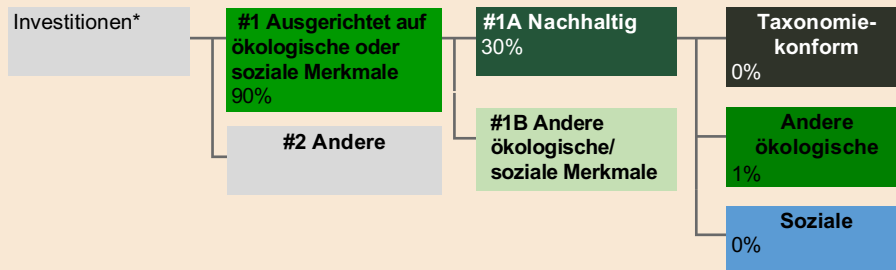 Investitionen*
#1 Ausgerichtet auf
ökologische oder
soziale Merkmale
90%
#2 Andere
#1A Nachhaltig
30%
#1B Andere
ökologische/
soziale Merkmale
Taxonomie-
konform
0%
Andere
ökologische
1%
Soziale
0%